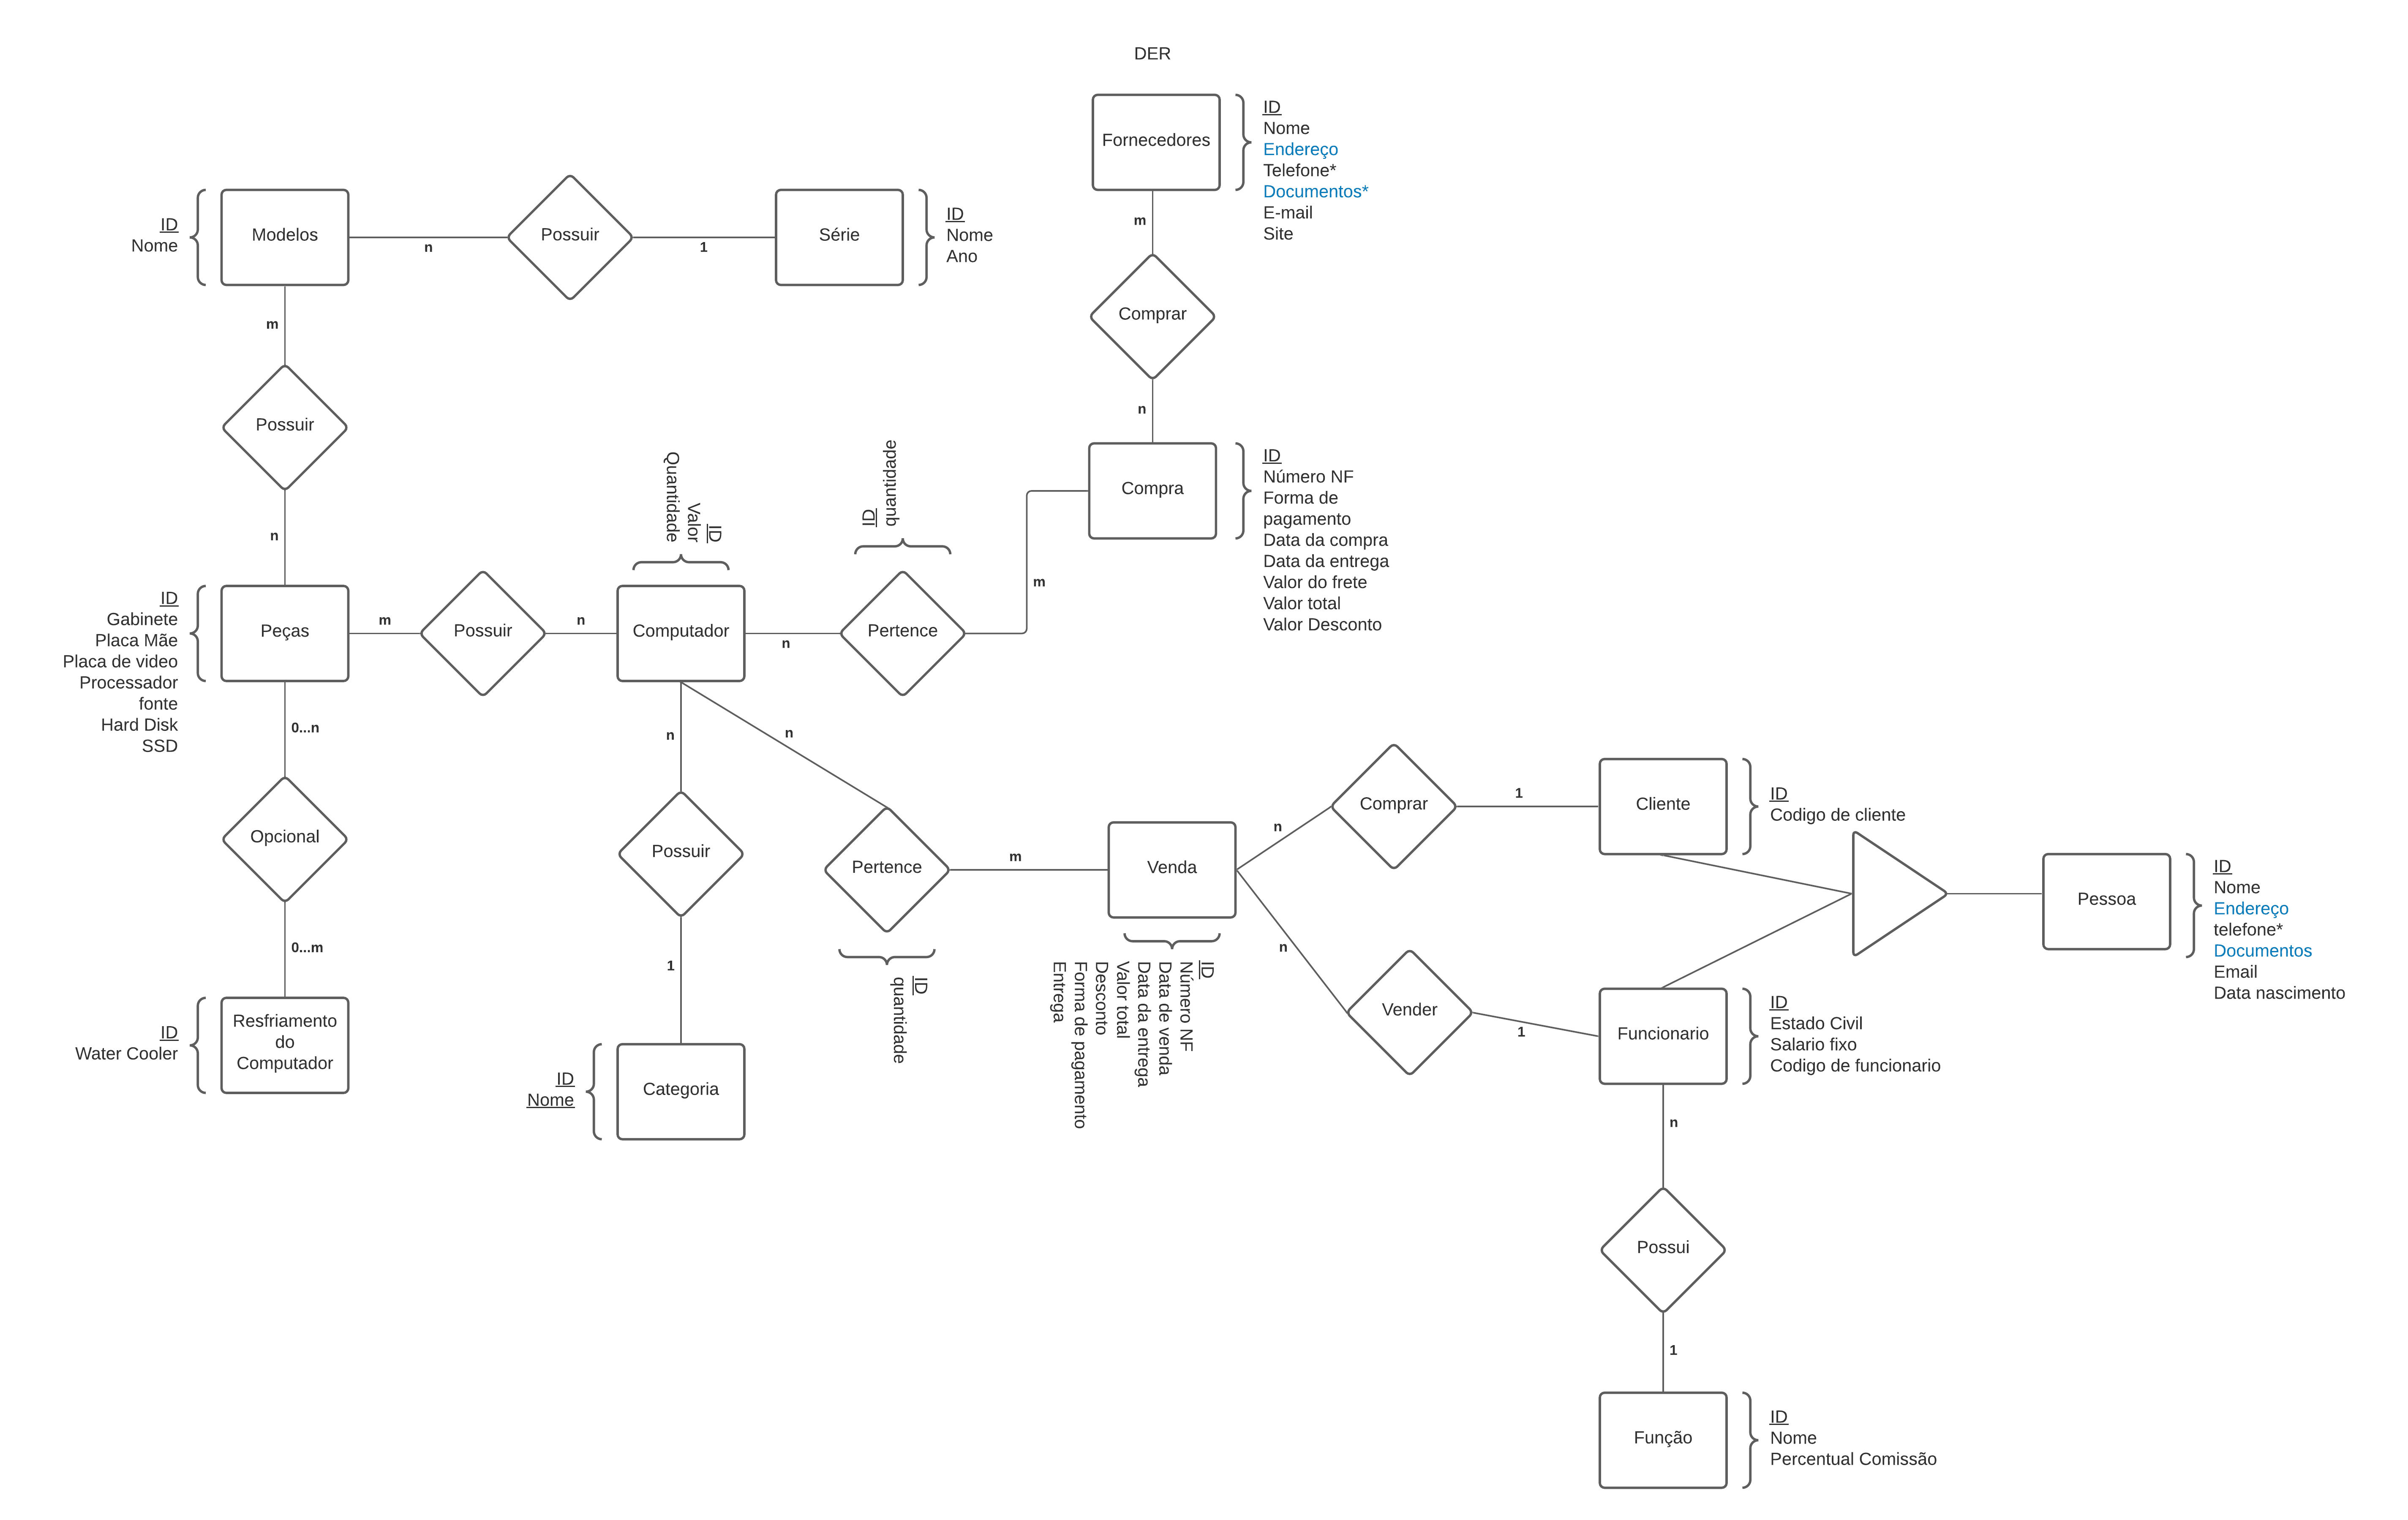 DER
Fornecedores
ID
Nome
Endereço
Telefone*
Documentos*
E-mail
Site
m
Comprar
n
ID
Nome
Modelos
n
Possuir
1
Série
ID
Nome
Ano
m
Possuir
n
Compra
ID
Número NF
Forma de
pagamento
Data da compra
Data da entrega
Valor do frete
Valor total
Valor Desconto
ID
Valor
Quantidade
ID
quantidade
ID
Gabinete
Placa Mãe
Placa de video
Processador
fonte
Hard Disk
SSD
Peças
m
Possuir
n
Computador
n
Pertence
m
0...n
Opcional
0...m
ID
Water Cooler
Resfriamento
do
Computador
n
Possuir
1
ID
Nome
Categoria
n
Pertence
ID
quantidade
m
Venda
ID
Número NF
Data de venda
Data da entrega
Valor total
Desconto
Forma de pagamento
Entrega
n
Comprar
1
Cliente
ID
Codigo de cliente
n
Vender
1
Funcionario
ID
Estado Civil
Salario fixo
Codigo de funcionario
Pessoa
ID
Nome
Endereço
telefone*
Documentos
Email
Data nascimento
n
Possui
1
Função
ID
Nome
Percentual Comissão